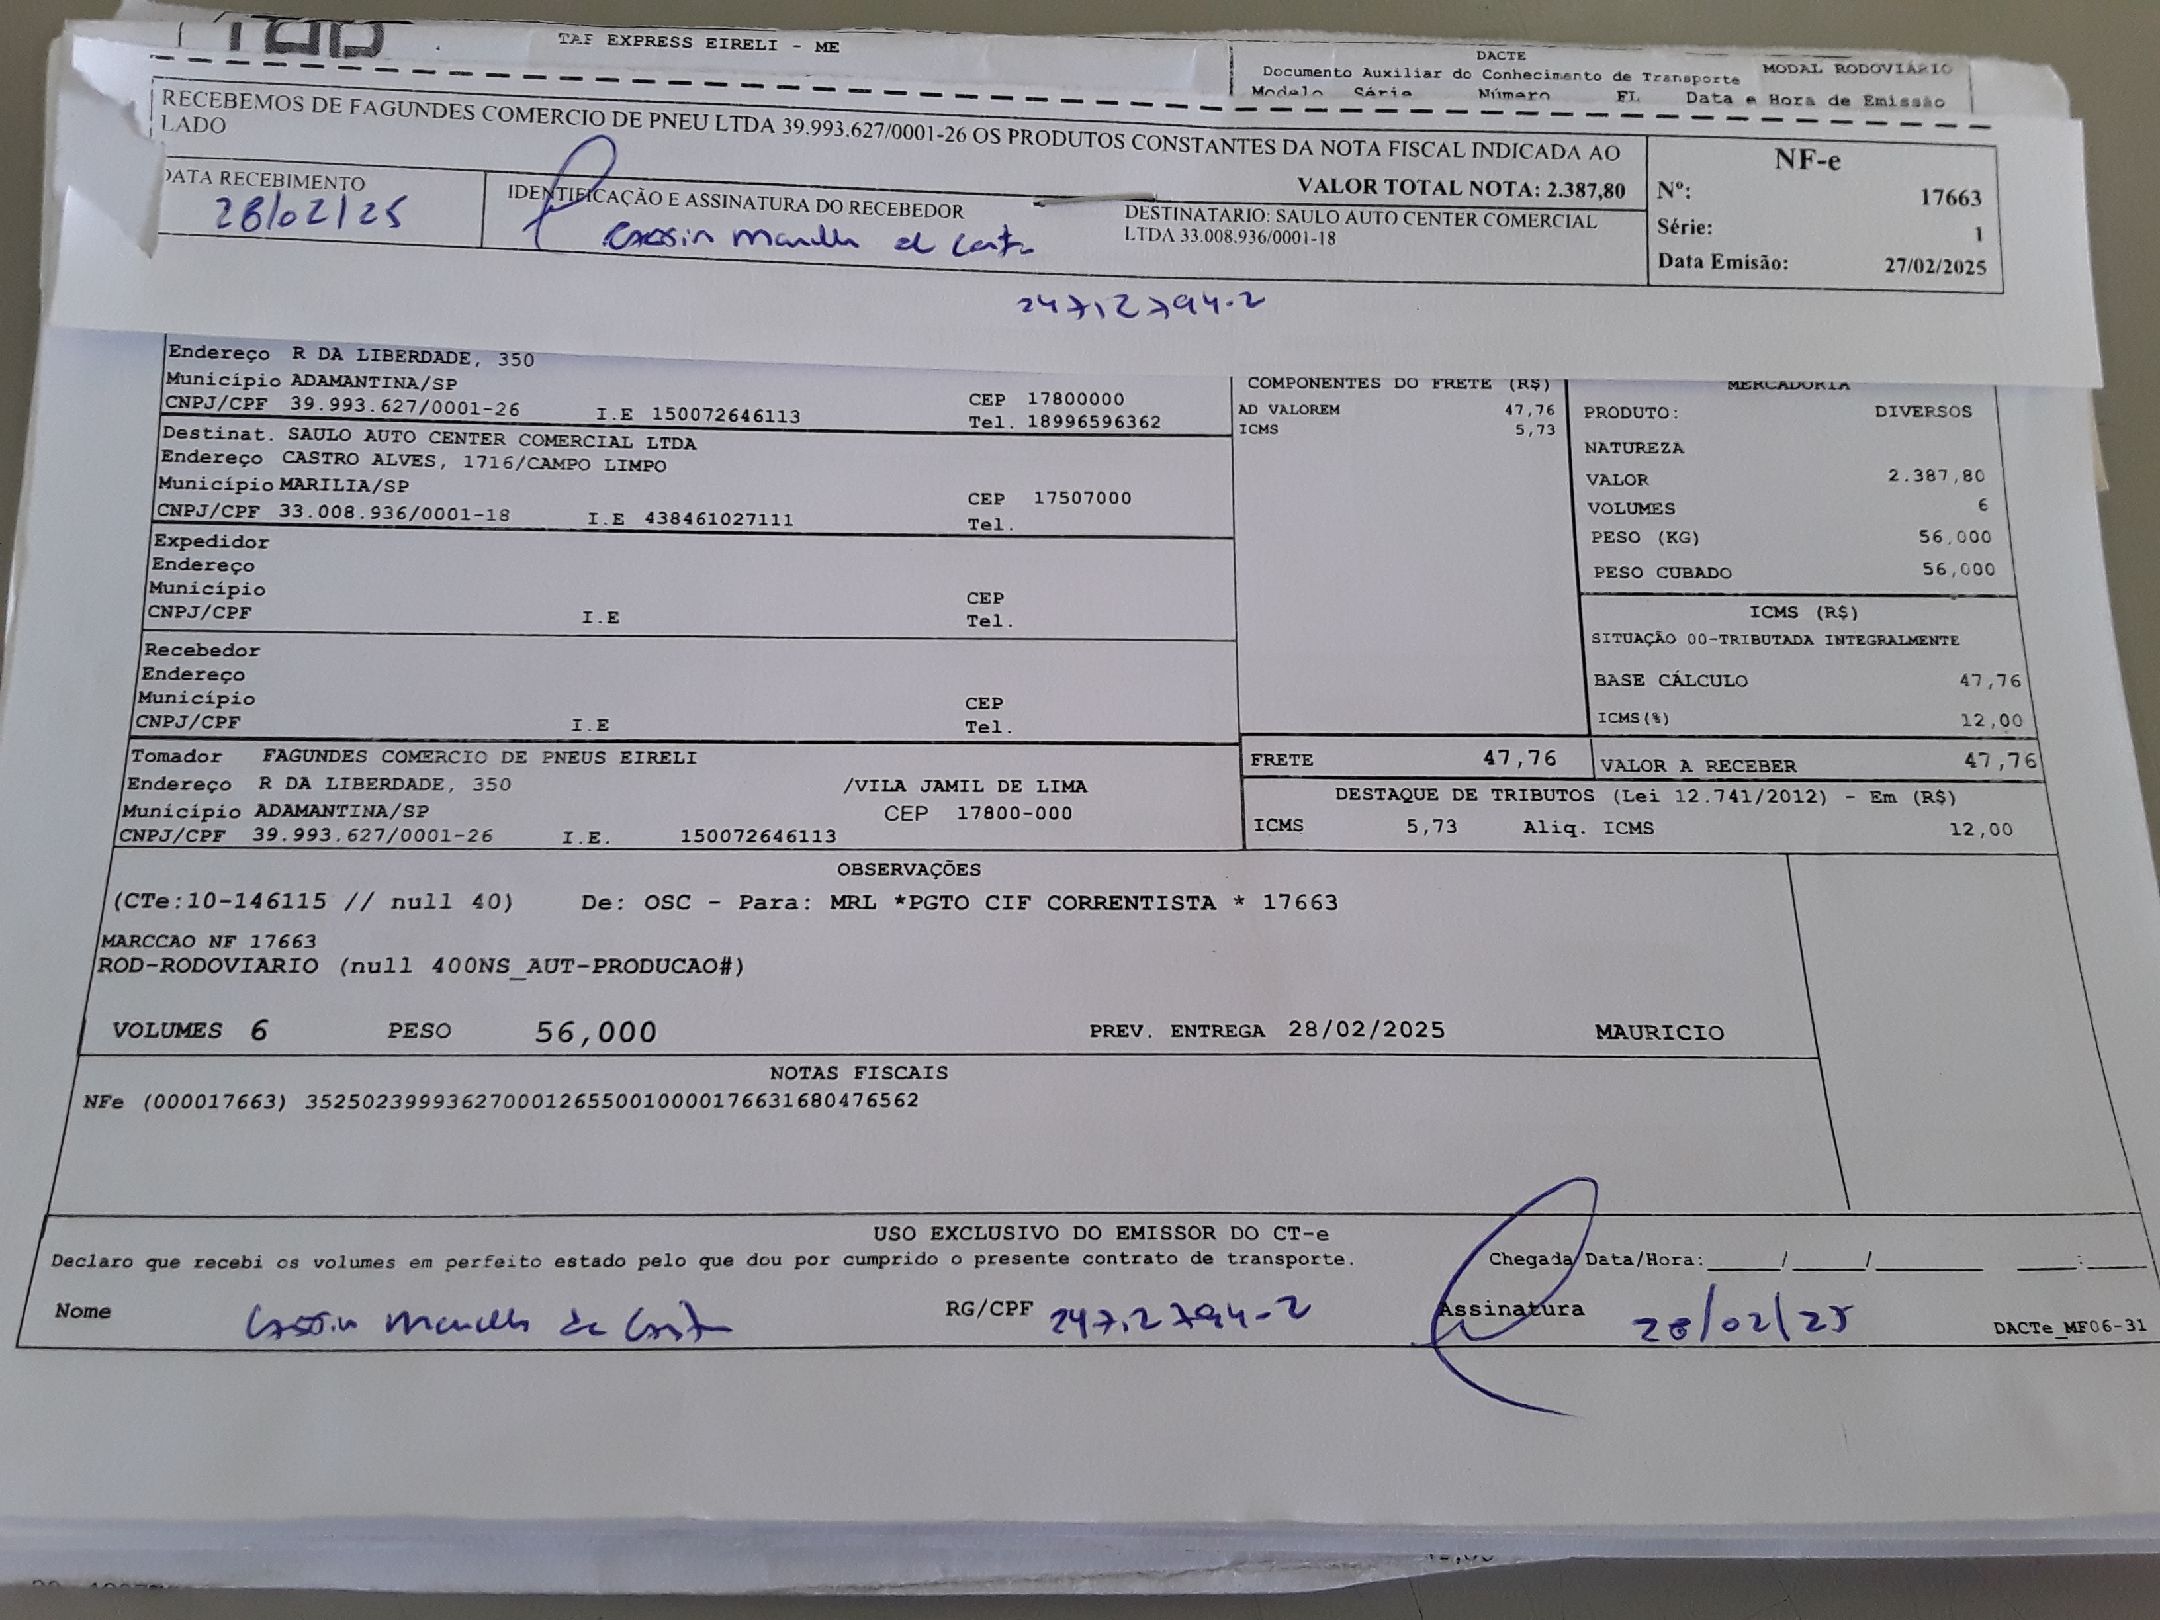 TAF EXPRESS EIRELI - ME
DACTE
Documento Auxiliar do Conhecimento de Transporte
MODAL RODOVIÁRIO
Modelo Série Número FL Data e Hora de Emissão
RECEBEMOS DE FAGUNDES COMERCIO DE PNEU LTDA 39.993.627/0001-26 OS PRODUTOS CONSTANTES DA NOTA FISCAL INDICADA AO
LADO
VALOR TOTAL NOTA: 2.387,80
DATA RECEBIMENTO
28/02/25
IDENTIFICAÇÃO E ASSINATURA DO RECEBEDOR
DESTINATÁRIO: SAULO AUTO CENTER COMERCIAL
LTDA 33.008.936/0001-18
NF-e
Nº: 17663
Série: 1
Data Emisão: 27/02/2025
247.2794-2
Endereço R DA LIBERDADE, 350
Município ADAMANTINA/SP
CEP 17800000
CNPJ/CPF 39.993.627/0001-26 I.E 150072646113
Tel. 18996596362
Destinat. SAULO AUTO CENTER COMERCIAL LTDA
Endereço CASTRO ALVES, 1716/CAMPO LIMPO
Município MARILIA/SP
CEP 17507000
CNPJ/CPF 33.008.936/0001-18 I.E 438461027111
Tel.
Expedidor
Endereço
Município
CEP
CNPJ/CPF I.E Tel.
Recebedor
Endereço
Município
CEP
CNPJ/CPF I.E Tel.
Tomador FAGUNDES COMERCIO DE PNEUS EIRELI
Endereço R DA LIBERDADE, 350 /VILA JAMIL DE LIMA
Município ADAMANTINA/SP CEP 17800-000
CNPJ/CPF 39.993.627/0001-26 I.E. 150072646113
COMPONENTES DO FRETE (R$)
AD VALOREM 47,76
ICMS 5,73
MERCADORIA
PRODUTO: DIVERSOS
NATUREZA
VALOR 2.387,80
VOLUMES 6
PESO (KG) 56,000
PESO CUBADO 56,000
ICMS (R$)
SITUAÇÃO 00-TRIBUTADA INTEGRALMENTE
BASE CÁLCULO 47,76
ICMS(%) 12,00
FRETE 47,76
VALOR A RECEBER 47,76
DESTAQUE DE TRIBUTOS (Lei 12.741/2012) - Em (R$)
ICMS 5,73 Aliq. ICMS 12,00
OBSERVAÇÕES
(CTe:10-146115 // null 40) De: OSC - Para: MRL *PGTO CIF CORRENTISTA * 17663
MARCCAO NF 17663
ROD-RODOVIARIO (null 400NS_AUT-PRODUCAO#)
VOLUMES 6 PESO 56,000 PREV. ENTREGA 28/02/2025 MAURICIO
NOTAS FISCAIS
NFe (000017663) 35250239993627000126550010000176631680476562
USO EXCLUSIVO DO EMISSOR DO CT-e
Declaro que recebi os volumes em perfeito estado pelo que dou por cumprido o presente contrato de transporte.
Chegada Data/Hora: / / :
Nome
RG/CPF 247.2794-2
Assinatura 28/02/25
DACTe_MF06-31